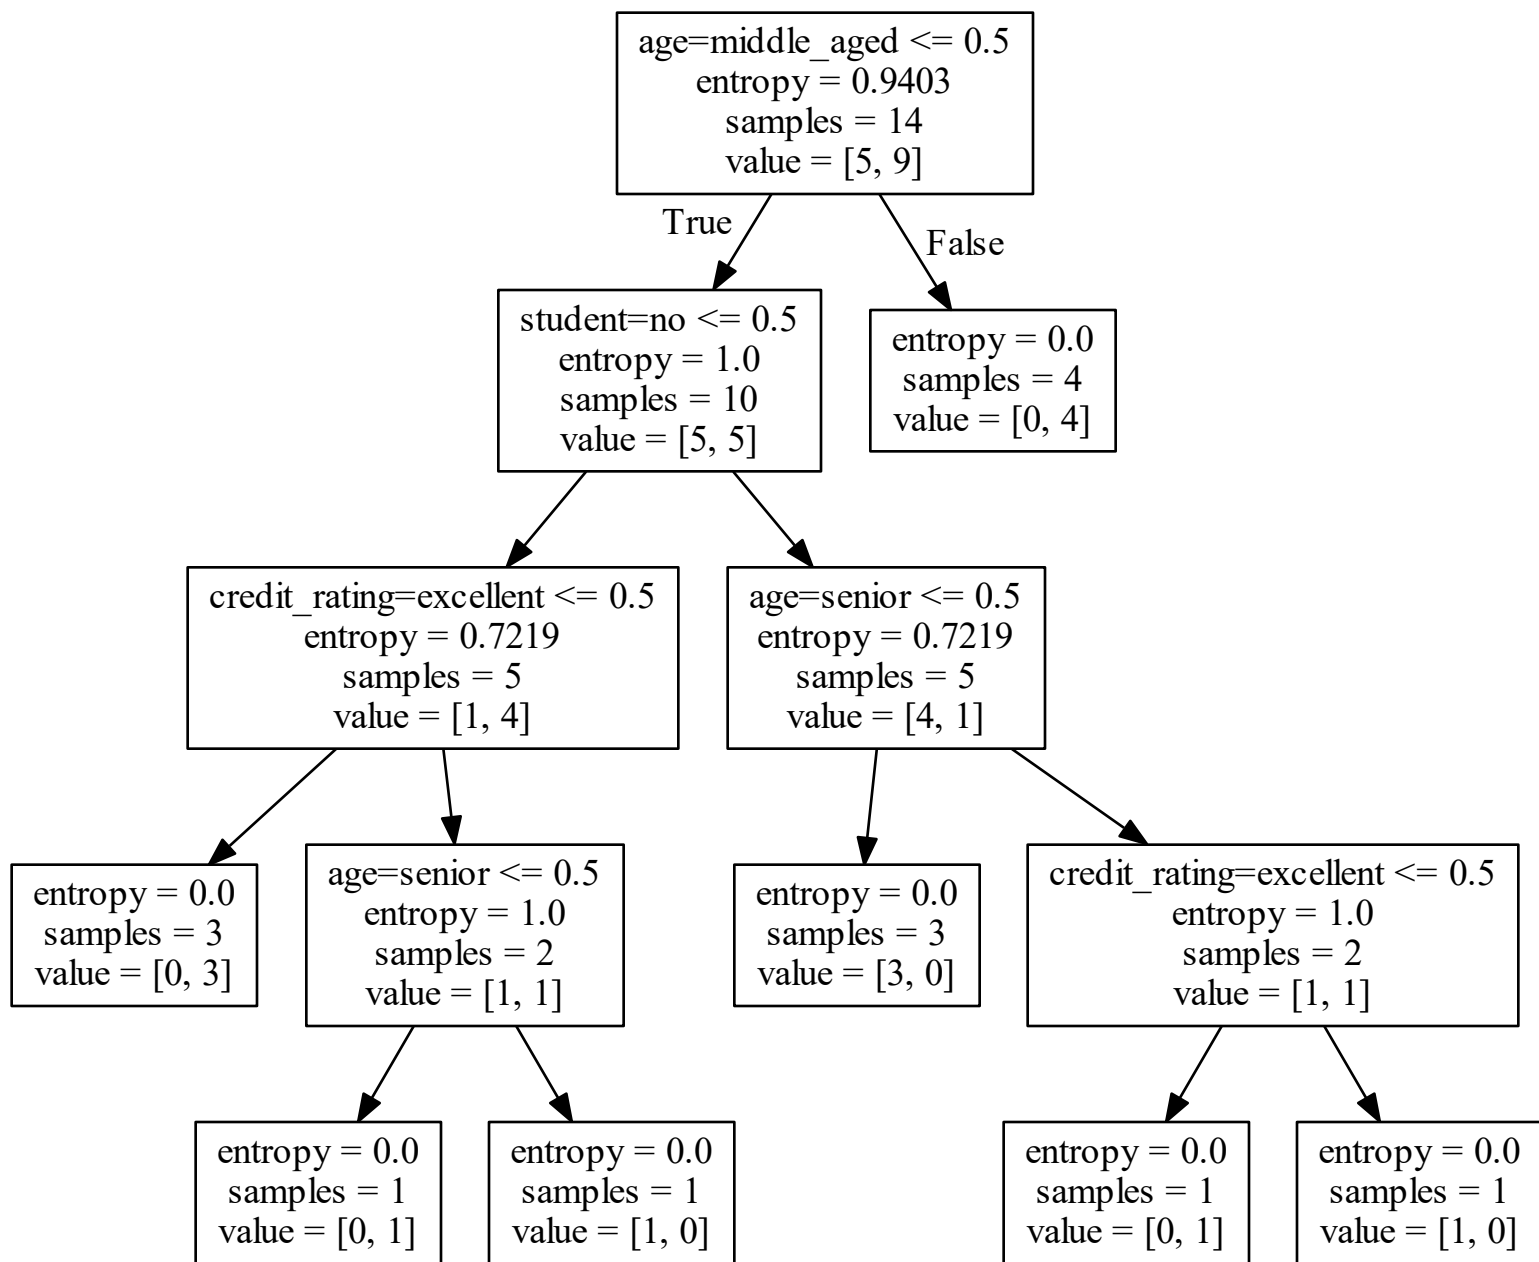 age=middle_aged <= 0.5
entropy = 0.9403
samples = 14
value = [5, 9]
True
False
student=no <= 0.5
entropy = 1.0
samples = 10
value = [5, 5]
entropy = 0.0
samples = 4
value = [0, 4]
credit_rating=excellent <= 0.5
entropy = 0.7219
samples = 5
value = [1, 4]
age=senior <= 0.5
entropy = 0.7219
samples = 5
value = [4, 1]
entropy = 0.0
samples = 3
value = [0, 3]
age=senior <= 0.5
entropy = 1.0
samples = 2
value = [1, 1]
entropy = 0.0
samples = 3
value = [3, 0]
credit_rating=excellent <= 0.5
entropy = 1.0
samples = 2
value = [1, 1]
entropy = 0.0
samples = 1
value = [0, 1]
entropy = 0.0
samples = 1
value = [1, 0]
entropy = 0.0
samples = 1
value = [0, 1]
entropy = 0.0
samples = 1
value = [1, 0]